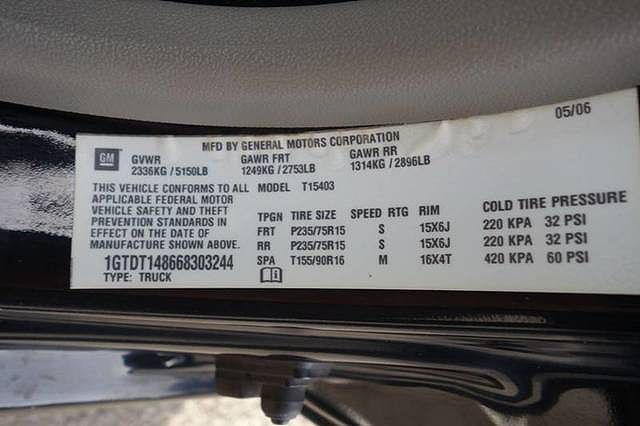 05/06
MFD BY GENERAL MOTORS CORPORATION
GM GVWR GAWR FRT GAWR RR
2336KG / 5150LB 1249KG / 2753LB 1314KG / 2896LB
THIS VEHICLE CONFORMS TO ALL MODEL T15403
APPLICABLE FEDERAL MOTOR
VEHICLE SAFETY AND THEFT
PREVENTION STANDARDS IN
EFFECT ON THE DATE OF
MANUFACTURE SHOWN ABOVE.
1GTDT148668303244
TYPE: TRUCK
TPGN TIRE SIZE SPEED RTG RIM COLD TIRE PRESSURE
FRT P235/75R15 S 15X6J 220 KPA 32 PSI
RR P235/75R15 S 15X6J 220 KPA 32 PSI
SPA T155/90R16 M 16X4T 420 KPA 60 PSI